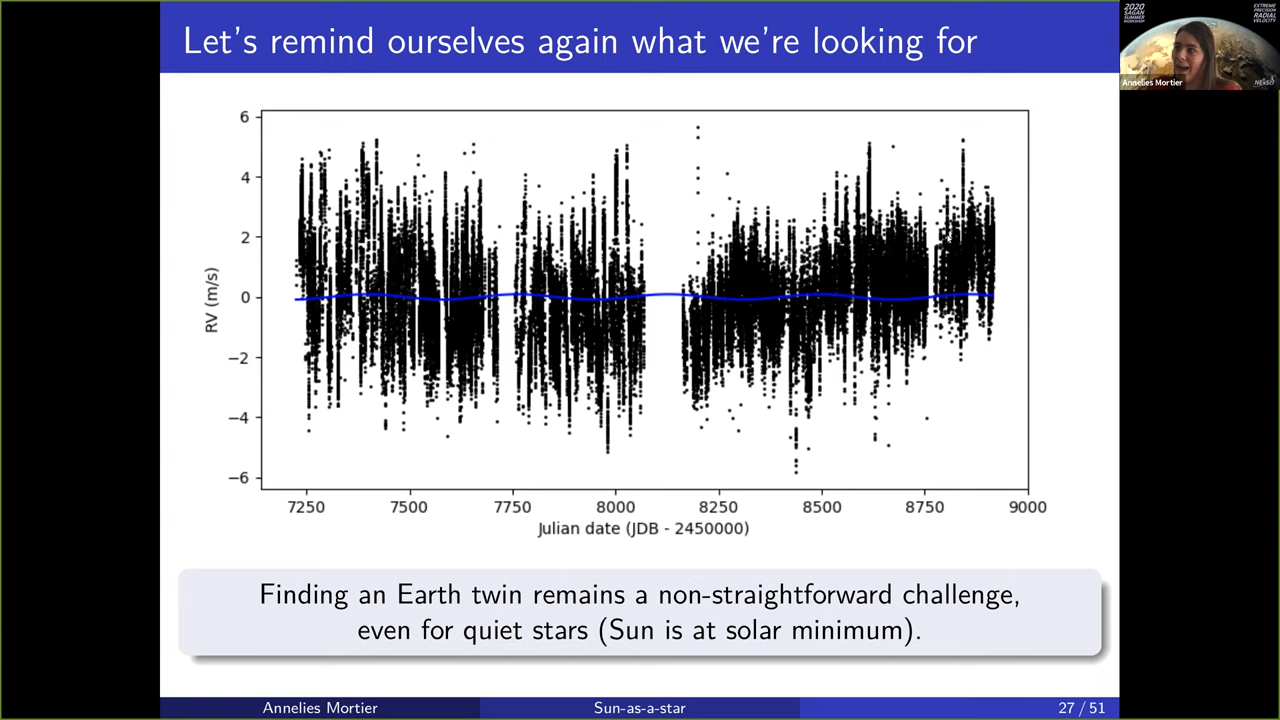 Let's remind ourselves again what we're looking for
2020
SAGAN
SUMMER
WORKSHOP
EXTREME
PRECISION
RADIAL
VELOCITY
Annelies Mortier
NExScI
6
4
2
0
−2
−4
−6
RV (m/s)
7250 7500 7750 8000 8250 8500 8750 9000
Julian date (JDB - 2450000)
Finding an Earth twin remains a non-straightforward challenge,
even for quiet stars (Sun is at solar minimum).
Annelies Mortier Sun-as-a-star 27 / 51